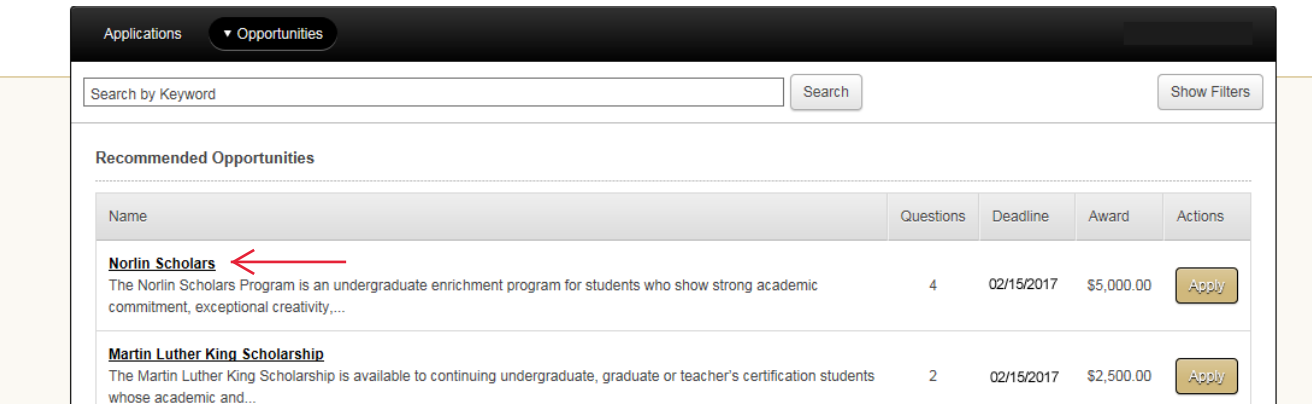 Applications ▾ Opportunities
Search by Keyword Search Show Filters
Recommended Opportunities
Name Questions Deadline Award Actions
Norlin Scholars
The Norlin Scholars Program is an undergraduate enrichment program for students who show strong academic
commitment, exceptional creativity,... 4 02/15/2017 $5,000.00 Apply
Martin Luther King Scholarship
The Martin Luther King Scholarship is available to continuing undergraduate, graduate or teacher's certification students
whose academic and... 2 02/15/2017 $2,500.00 Apply